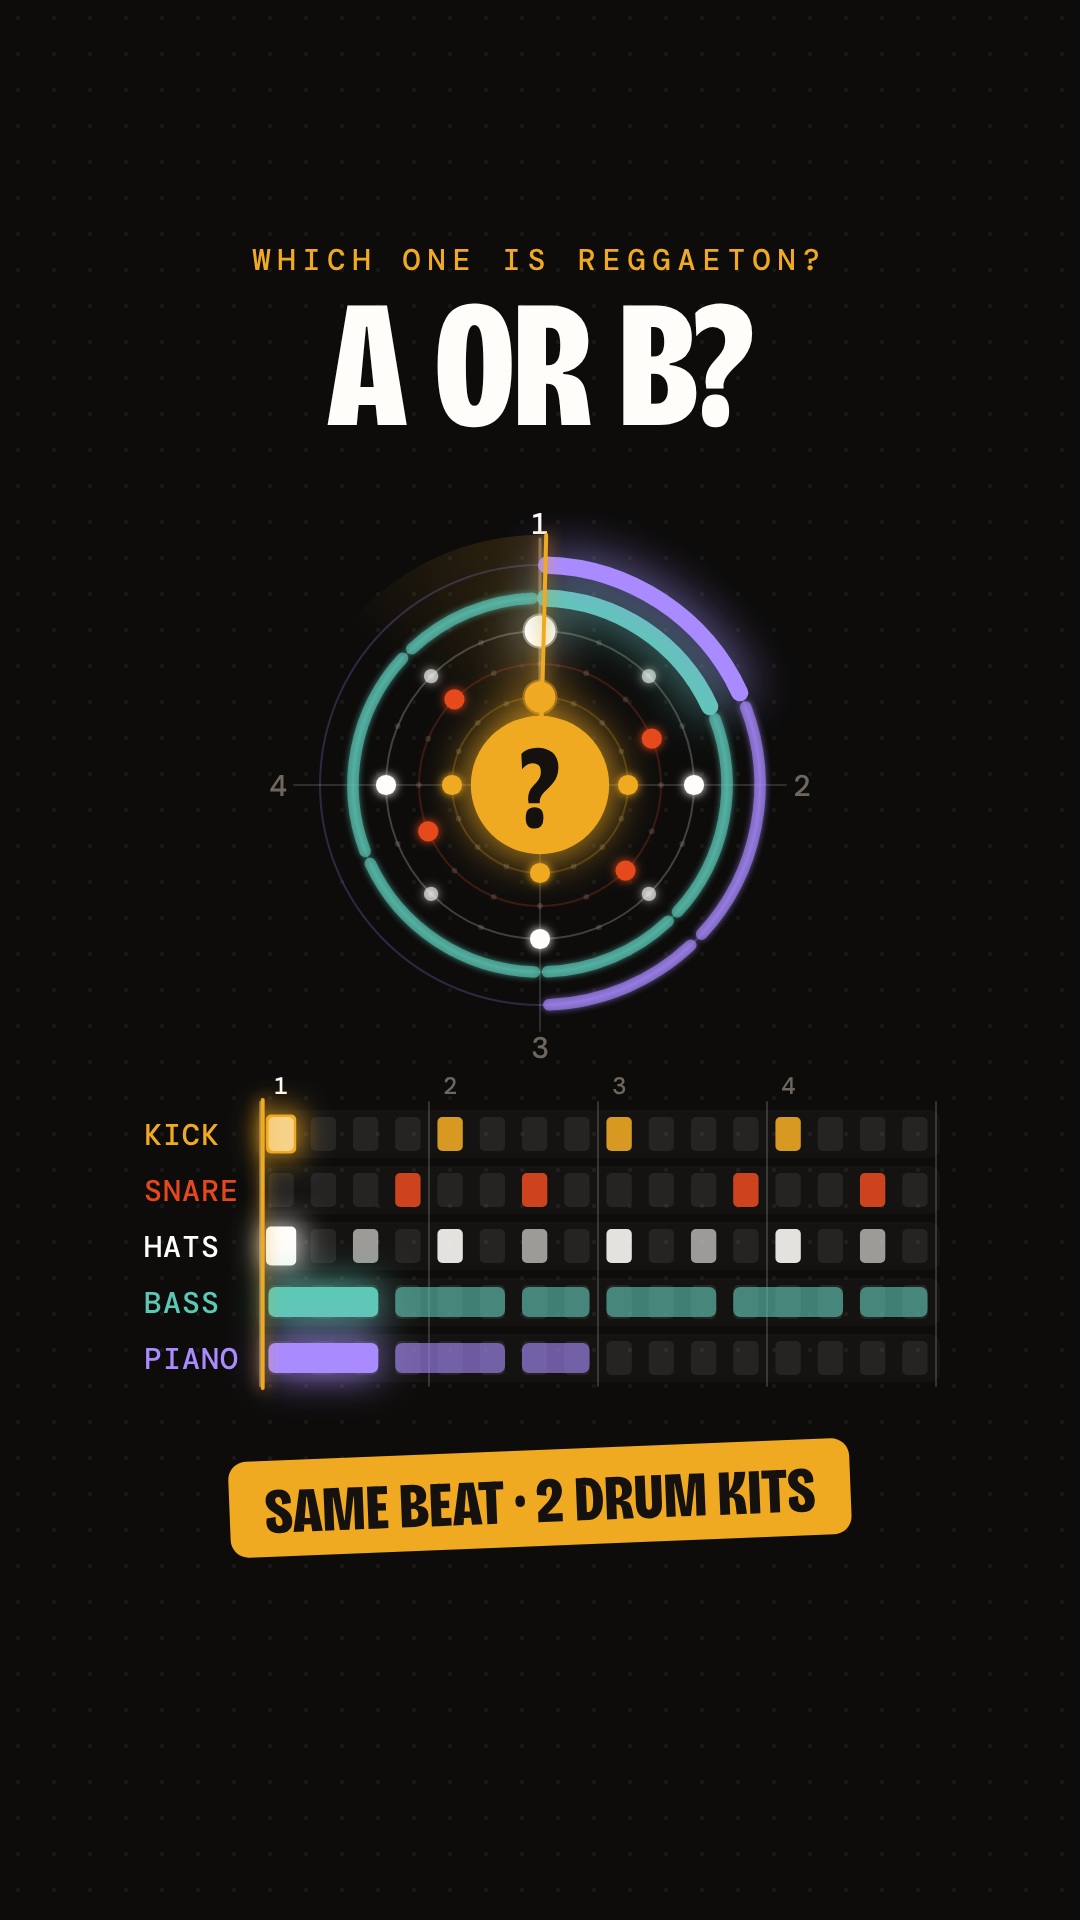 WHICH ONE IS REGGAETON?
A OR B?
1
4
?
2
3
1 2 3 4
KICK
SNARE
HATS
BASS
PIANO
SAME BEAT · 2 DRUM KITS